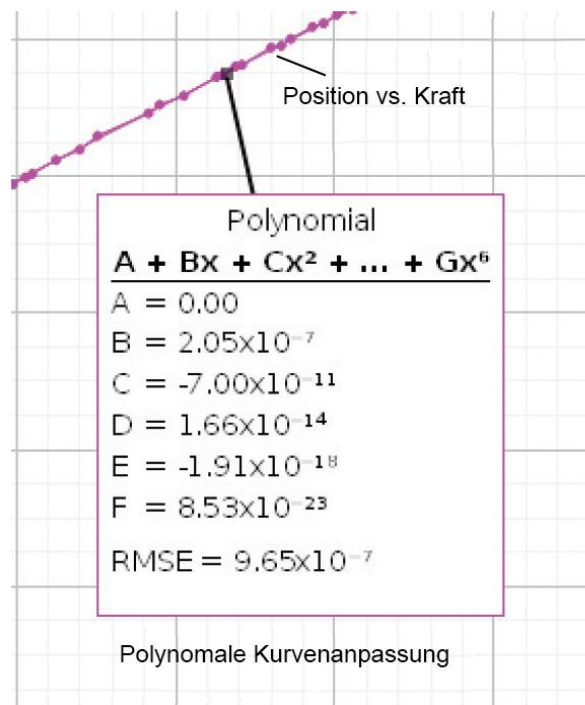 Position vs. Kraft
Polynomial
A + Bx + Cx² + ... + Gx⁶
A = 0.00
B = 2.05x10⁻⁷
C = -7.00x10⁻¹¹
D = 1.66x10⁻¹⁴
E = -1.91x10⁻¹⁸
F = 8.53x10⁻²³
RMSE = 9.65x10⁻⁷
Polynomale Kurvenanpassung